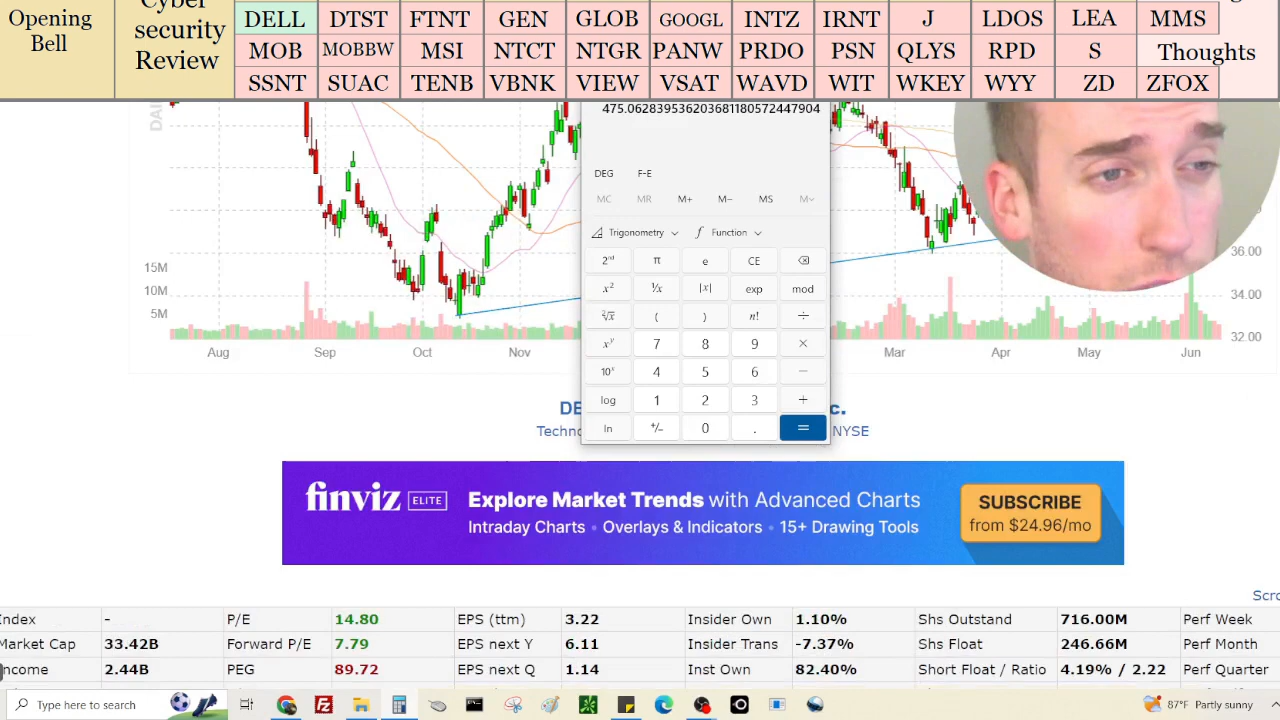 Opening
Bell
Cyber
security
Review
DELL DTST FTNT GEN GLOB GOOGL INTZ IRNT J LDOS LEA MMS
MOB MOBBW MSI NTCT NTGR PANW PRDO PSN QLYS RPD S Thoughts
SSNT SUAC TENB VBNK VIEW VSAT WAVD WIT WKEY WYY ZD ZFOX
DAILY
475.06283953620368118057244790​4
DEG F-E
MC MR M+ M− MS M˅
Trigonometry Function
2ⁿᵈ π e CE
x² ¹/x |x| exp mod
²√x ( ) n! ÷
xʸ 7 8 9 ×
10ˣ 4 5 6 −
log 1 2 3 +
ln +/− 0 . =
15M
10M
5M
36.00
34.00
32.00
Aug Sep Oct Nov Mar Apr May Jun
DE c.
Techno NYSE
finviz ELITE
Explore Market Trends with Advanced Charts
Intraday Charts • Overlays & Indicators • 15+ Drawing Tools
SUBSCRIBE
from $24.96/mo
Scro
Index - P/E 14.80 EPS (ttm) 3.22 Insider Own 1.10% Shs Outstand 716.00M Perf Week
Market Cap 33.42B Forward P/E 7.79 EPS next Y 6.11 Insider Trans -7.37% Shs Float 246.66M Perf Month
Income 2.44B PEG 89.72 EPS next Q 1.14 Inst Own 82.40% Short Float / Ratio 4.19% / 2.22 Perf Quarter
Type here to search
87°F Partly sunny